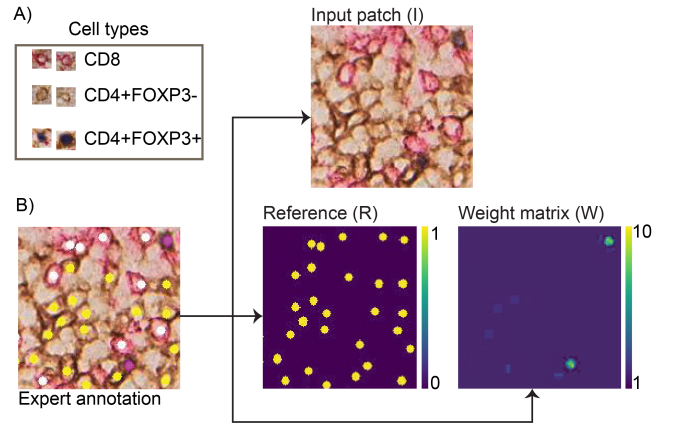 A)
Cell types
CD8
CD4+FOXP3-
CD4+FOXP3+
Input patch (I)
B)
Expert annotation
Reference (R)
1
0
Weight matrix (W)
10
1